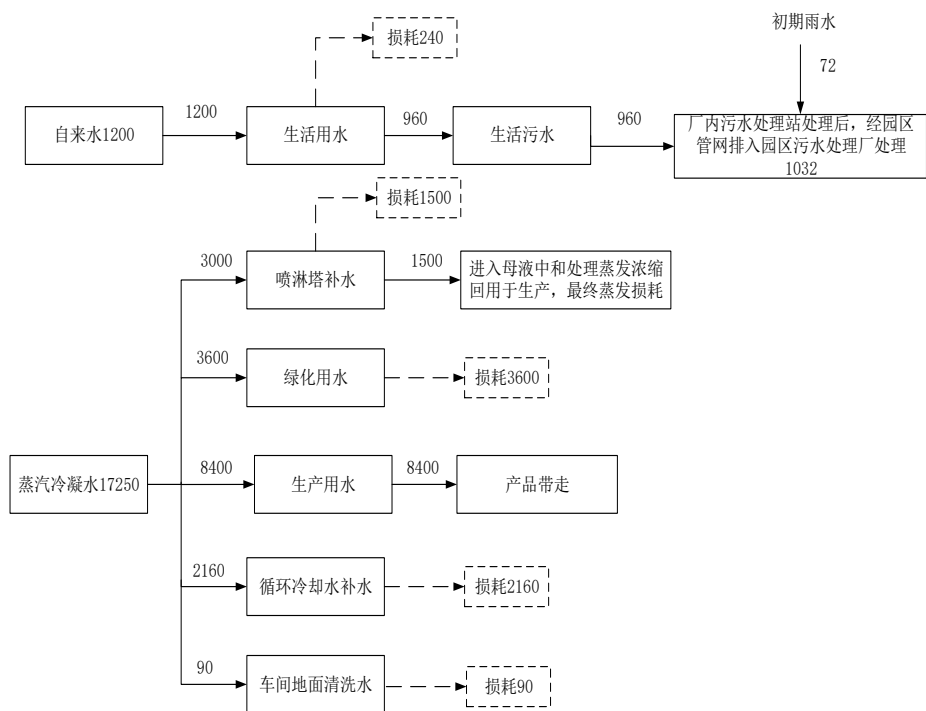 损耗240
初期雨水
72
1200
960
960
自来水1200
生活用水
生活污水
厂内污水处理站处理后，经园区
管网排入园区污水处理厂处理
1032
损耗1500
3000
1500
喷淋塔补水
进入母液中和处理蒸发浓缩
回用于生产，最终蒸发损耗
3600
绿化用水
损耗3600
8400
8400
蒸汽冷凝水17250
生产用水
产品带走
2160
循环冷却水补水
损耗2160
90
车间地面清洗水
损耗90